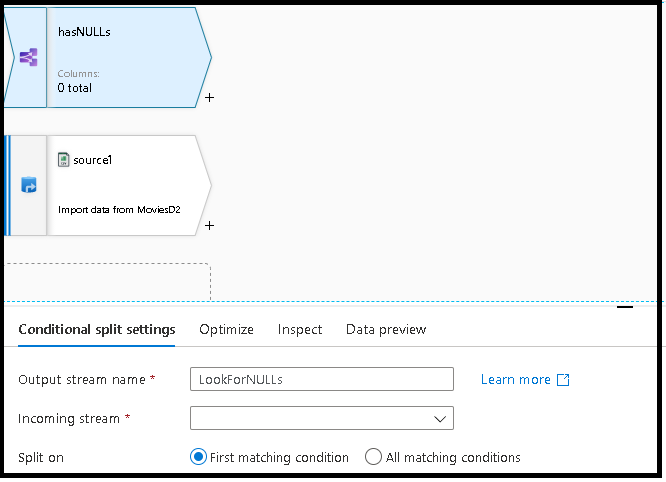 hasNULLs
Columns:
0 total
+
source1
Import data from MoviesD2
+
Conditional split settings Optimize Inspect Data preview
Output stream name * LookForNULLs Learn more
Incoming stream *
Split on First matching condition All matching conditions